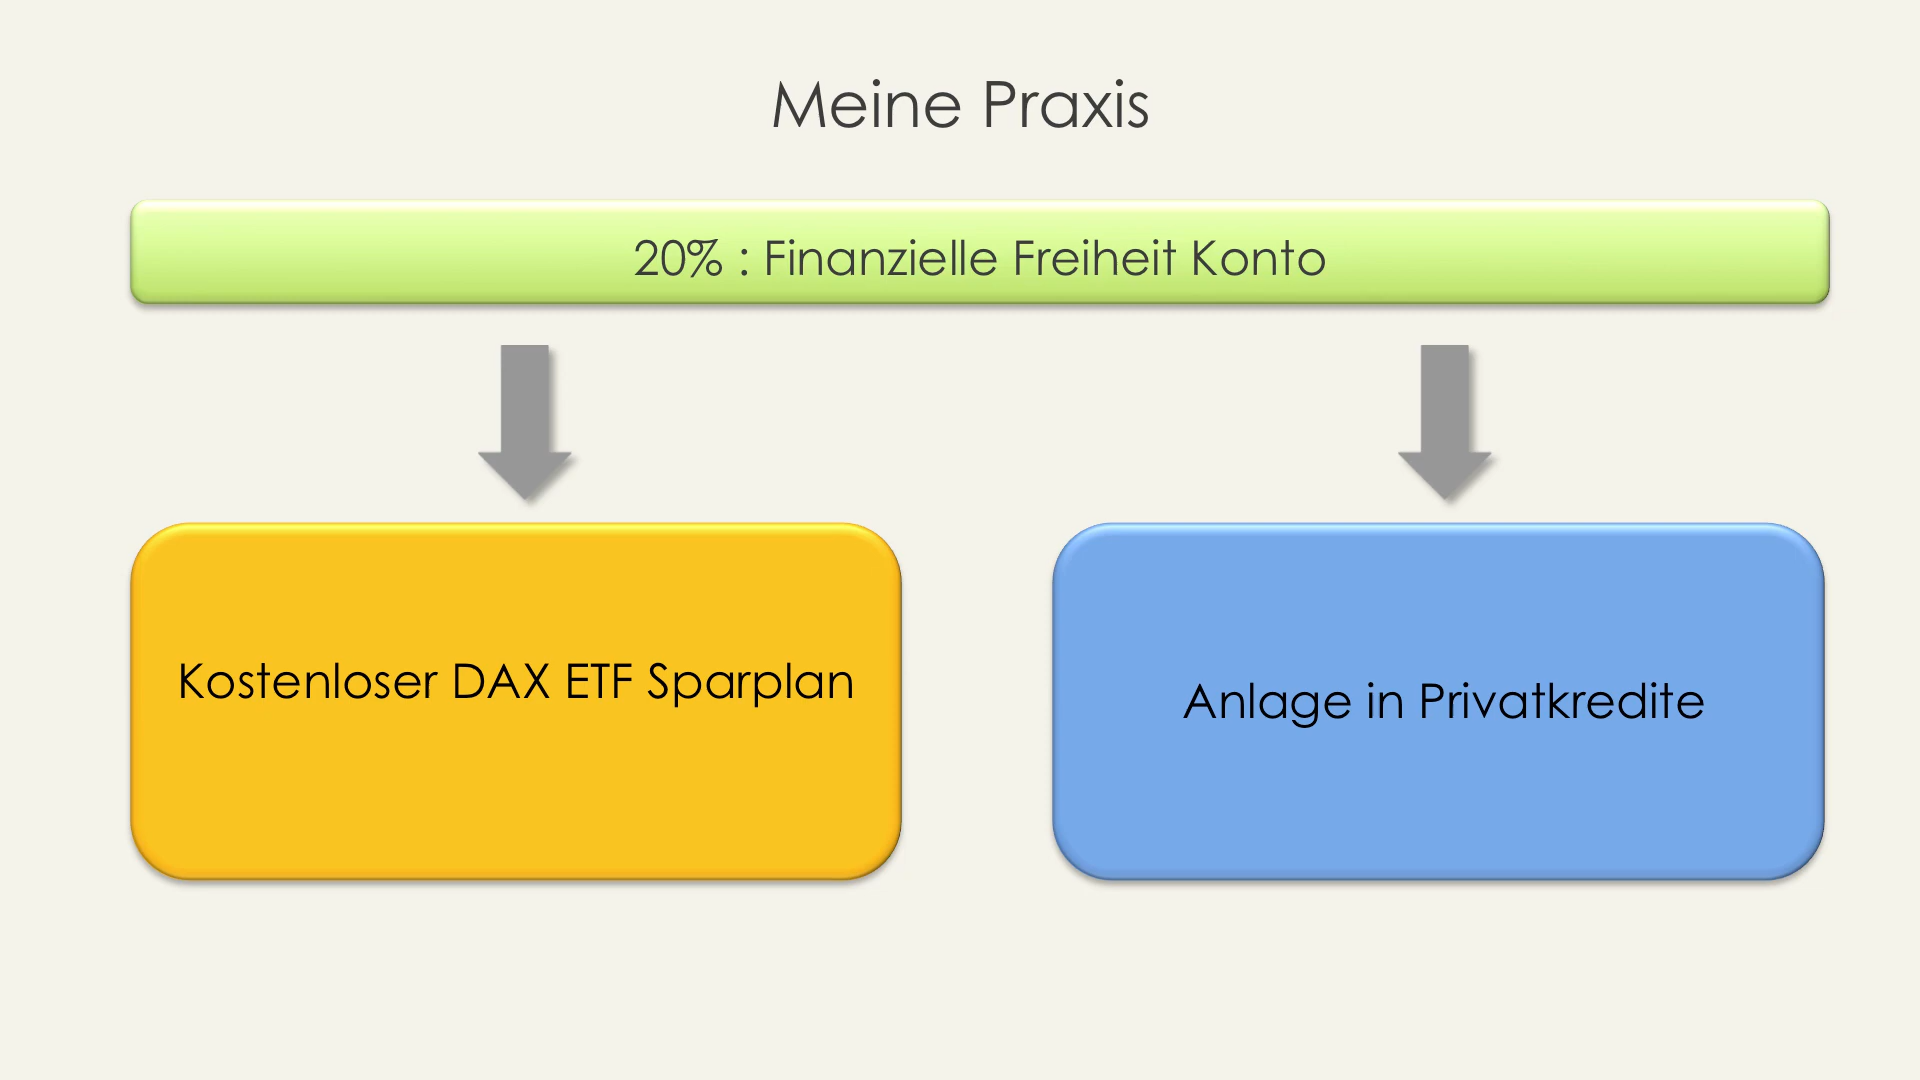 Meine Praxis
20% : Finanzielle Freiheit Konto
Kostenloser DAX ETF Sparplan
Anlage in Privatkredite